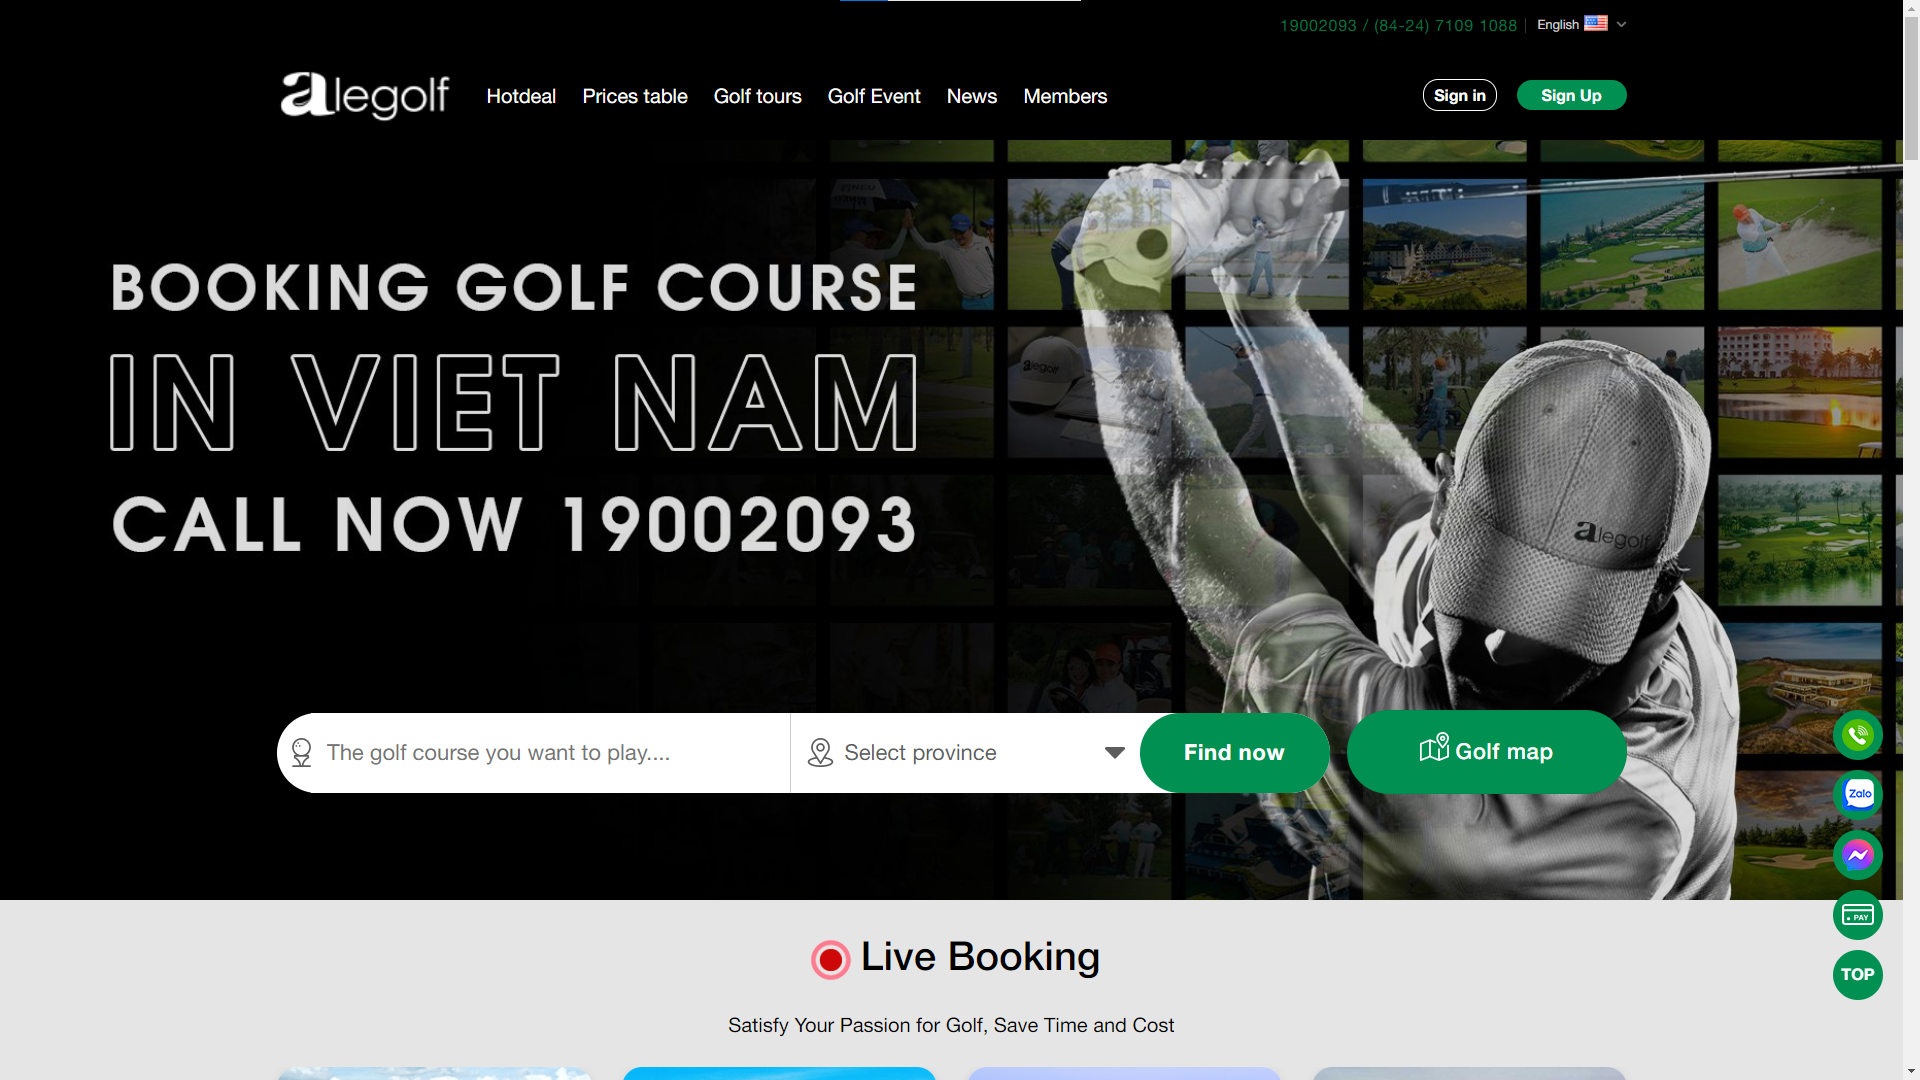 19002093 / (84-24) 7109 1088
English
alegolf
Hotdeal
Prices table
Golf tours
Golf Event
News
Members
Sign in
Sign Up
BOOKING GOLF COURSE
IN VIET NAM
CALL NOW 19002093
alegolf
alegolf
The golf course you want to play....
Select province
Find now
Golf map
Zalo
PAY
TOP
Live Booking
Satisfy Your Passion for Golf, Save Time and Cost